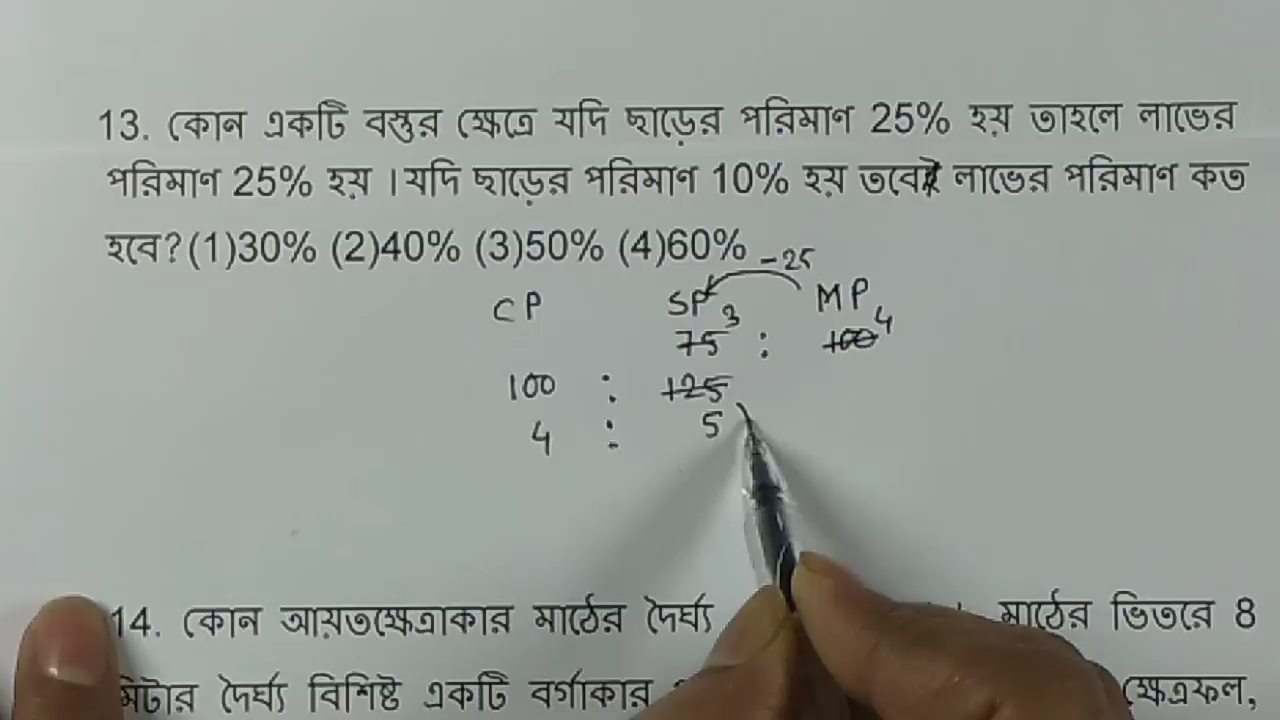 13. কোন একটি বস্তুর ক্ষেত্রে যদি ছাড়ের পরিমাণ 25% হয় তাহলে লাভের
পরিমাণ 25% হয় । যদি ছাড়ের পরিমাণ 10% হয় তবে লাভের পরিমাণ কত
হবে? (1)30% (2)40% (3)50% (4)60%
-25
CP SP MP
75 3 : 100 4
100 : 125
4 : 5
14. কোন আয়তক্ষেত্রাকার মাঠের দৈর্ঘ্য মাঠের ভিতরে 8
মিটার দৈর্ঘ্য বিশিষ্ট একটি বর্গাকার ক্ষেত্রফল,